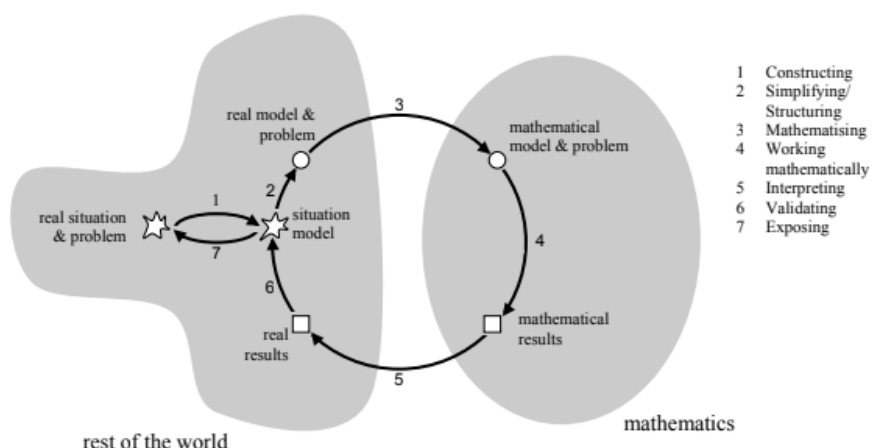 real model &
problem
3
mathematical
model & problem
1 Constructing
2 Simplifying/
Structuring
3 Mathematising
4 Working
mathematically
5 Interpreting
6 Validating
7 Exposing
real situation
& problem
1
2
situation
model
7
4
6
real
results
mathematical
results
5
rest of the world
mathematics